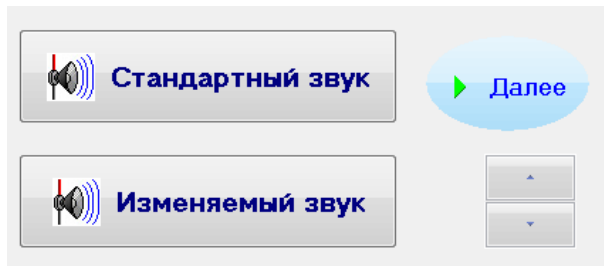 Стандартный звук
Далее
Изменяемый звук